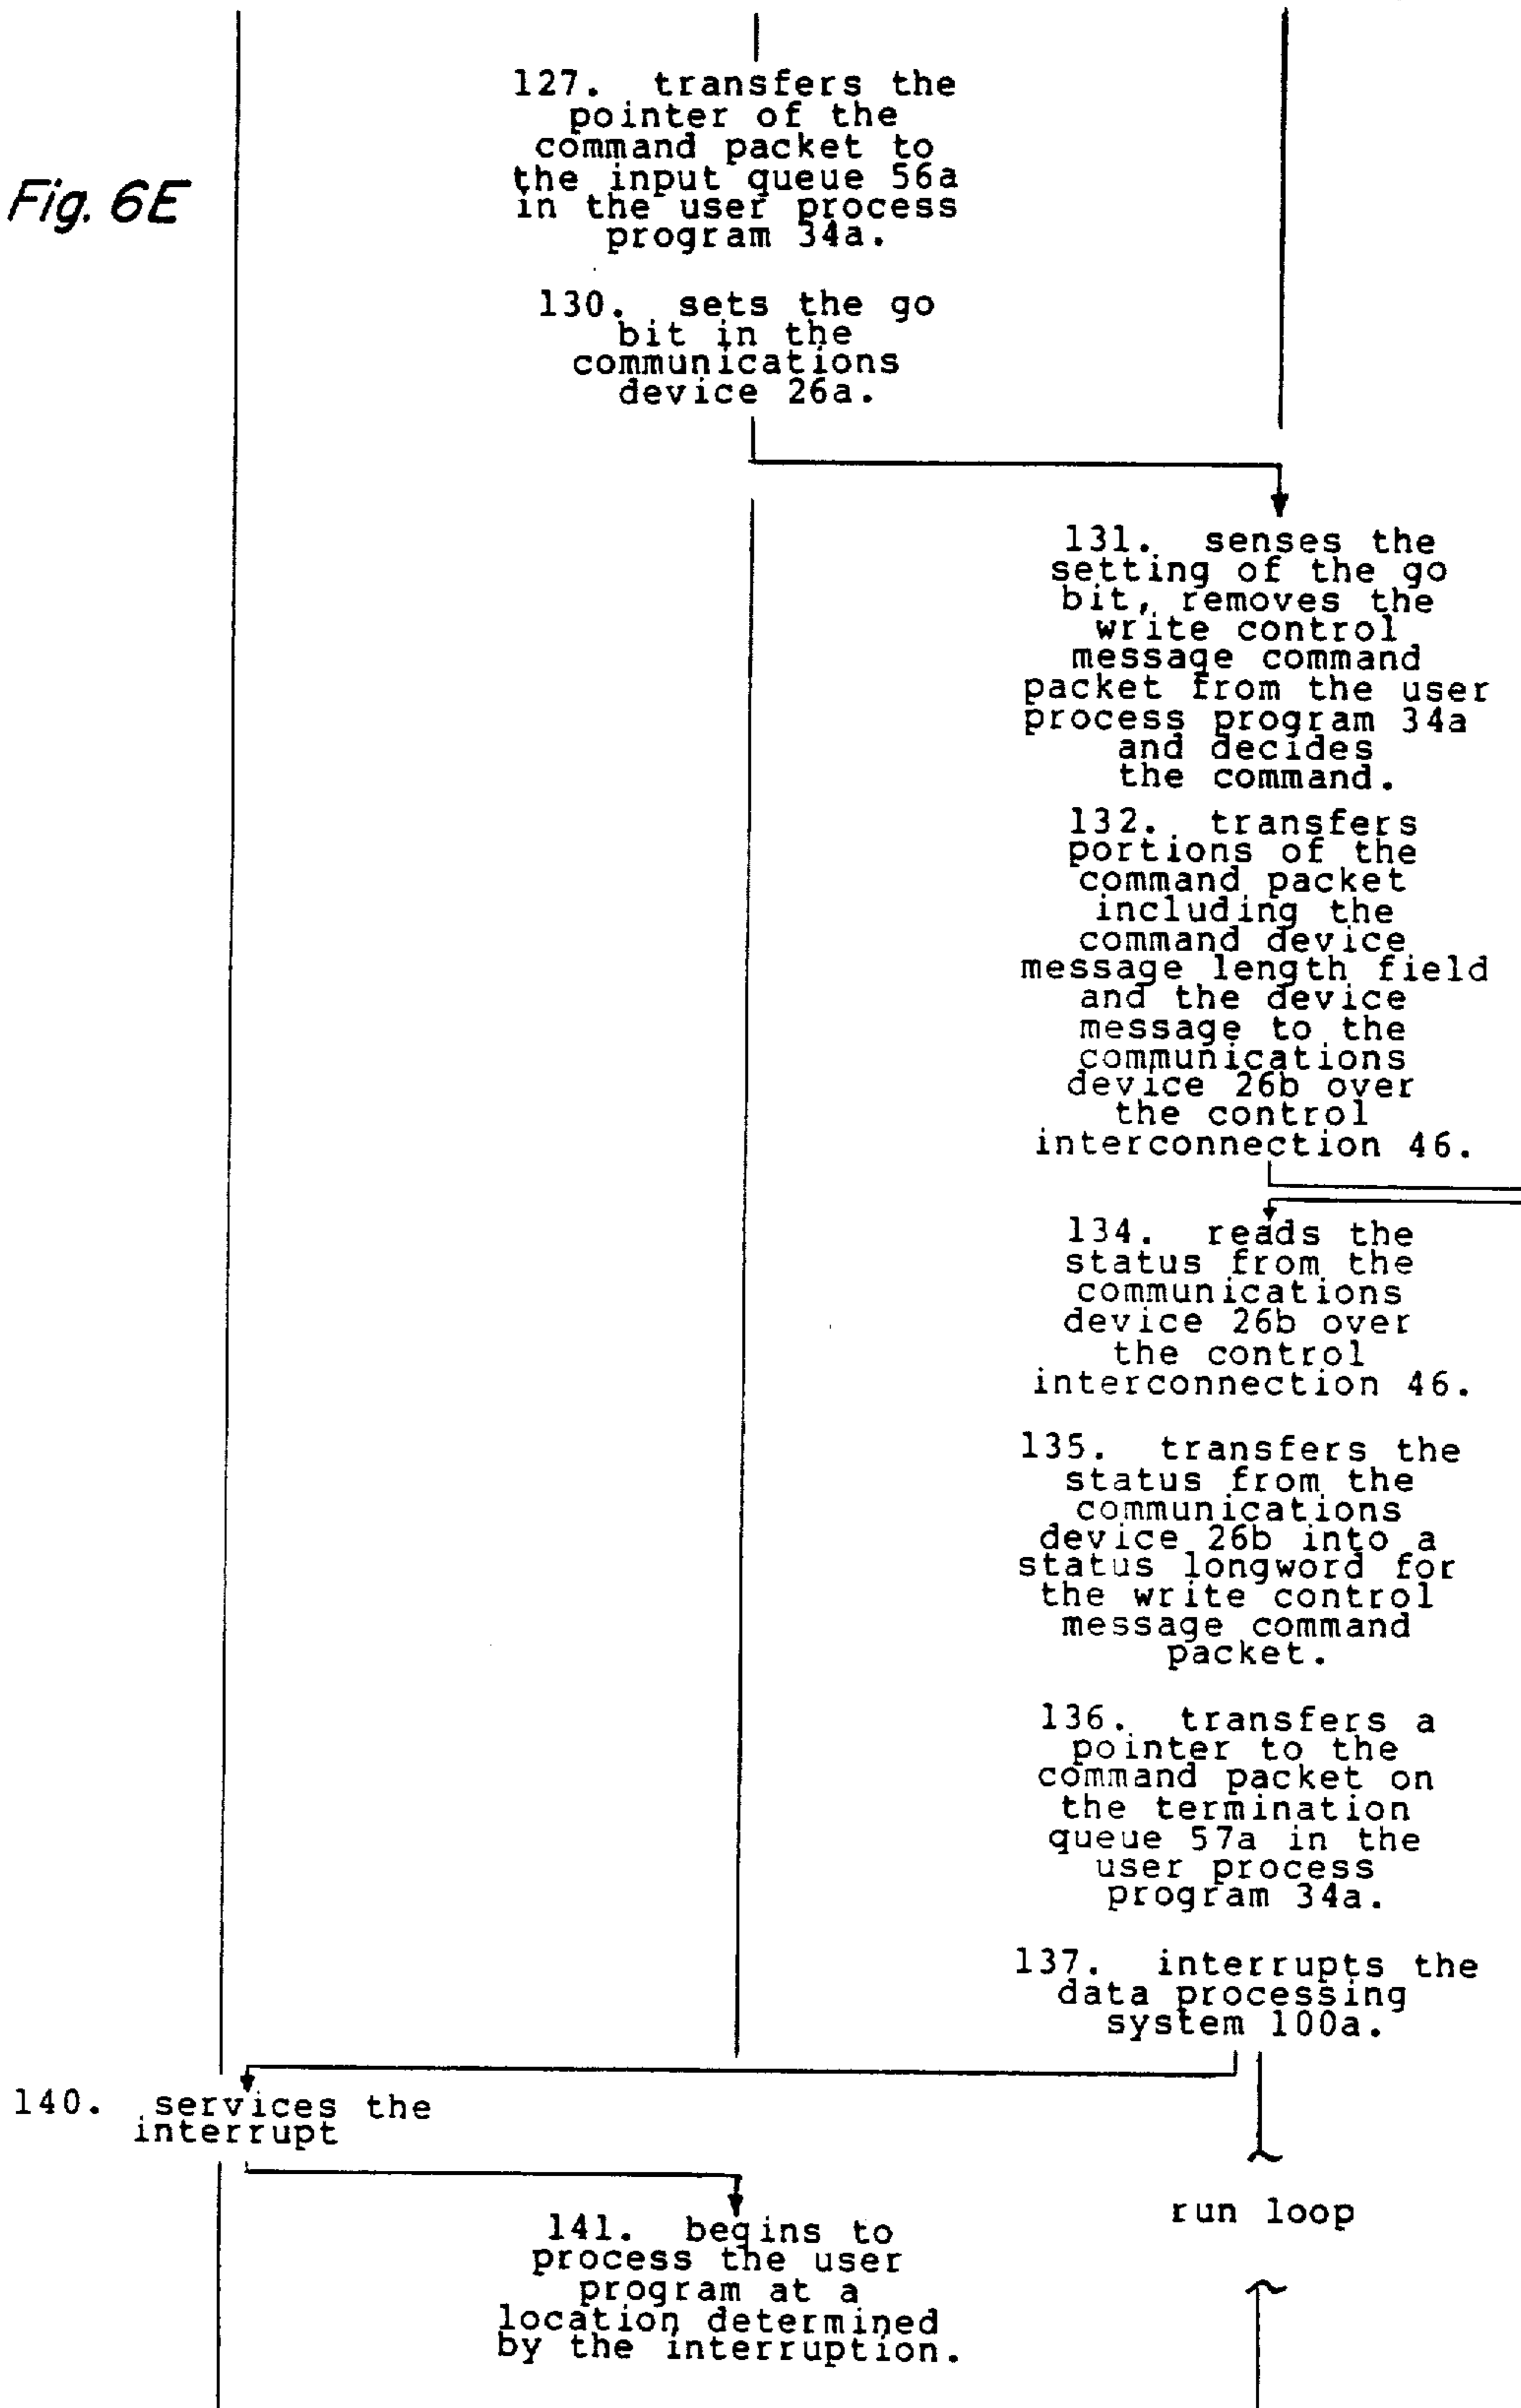 127. transfers the
pointer of the
command packet to
the input queue 56a
in the user process
program 34a.
Fig. 6E
130. sets the go
bit in the
communications
device 26a.
131. senses the
setting of the go
bit, removes the
write control
message command
packet from the user
process program 34a
and decides
the command.
132. transfers
portions of the
command packet
including the
command device
message length field
and the device
message to the
communications
device 26b over
the control
interconnection 46.
134. reads the
status from the
communications
device 26b over
the control
interconnection 46.
135. transfers the
status from the
communications
device 26b into a
status longword for
the write control
message command
packet.
136. transfers a
pointer to the
command packet on
the termination
queue 57a in the
user process
program 34a.
137. interrupts the
data processing
system 100a.
140. services the
interrupt
run loop
141. begins to
process the user
program at a
location determined
by the interruption.